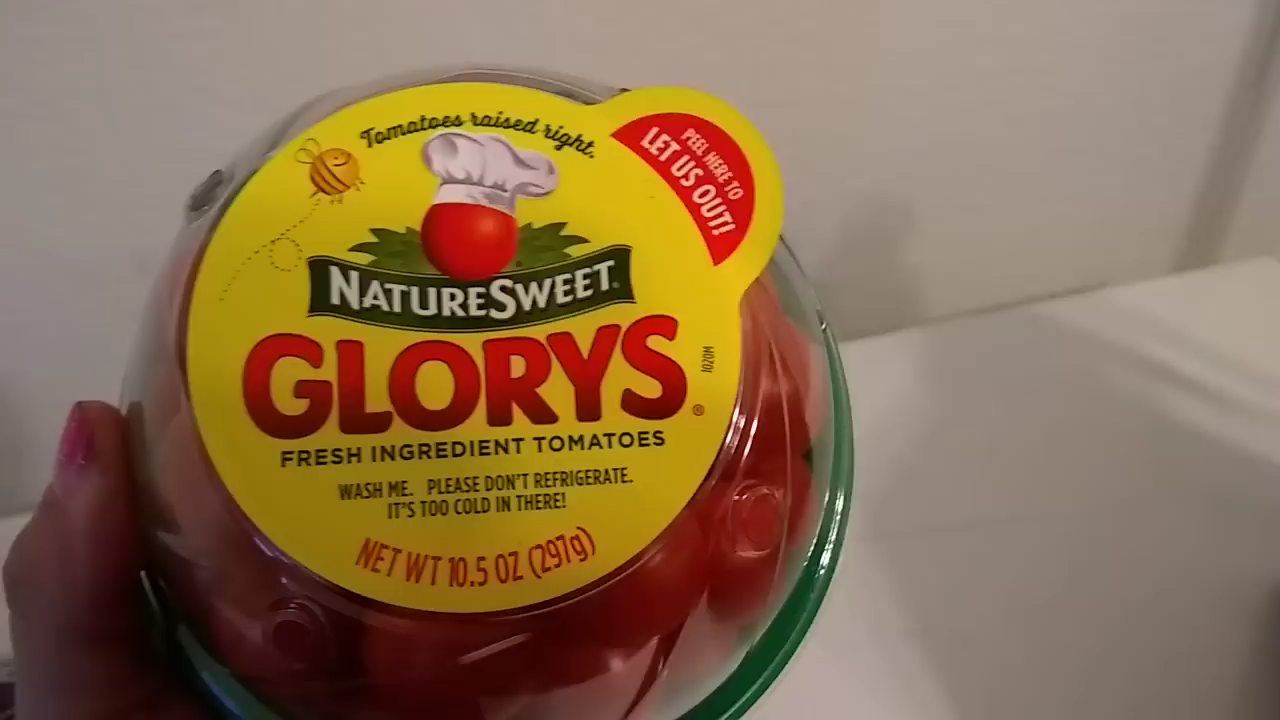 Tomatoes raised right.
PEEL HERE TO
LET US OUT!
NATURESWEET®
GLORYS®
1020M
FRESH INGREDIENT TOMATOES
WASH ME. PLEASE DON'T REFRIGERATE.
IT'S TOO COLD IN THERE!
NET WT 10.5 OZ (297g)